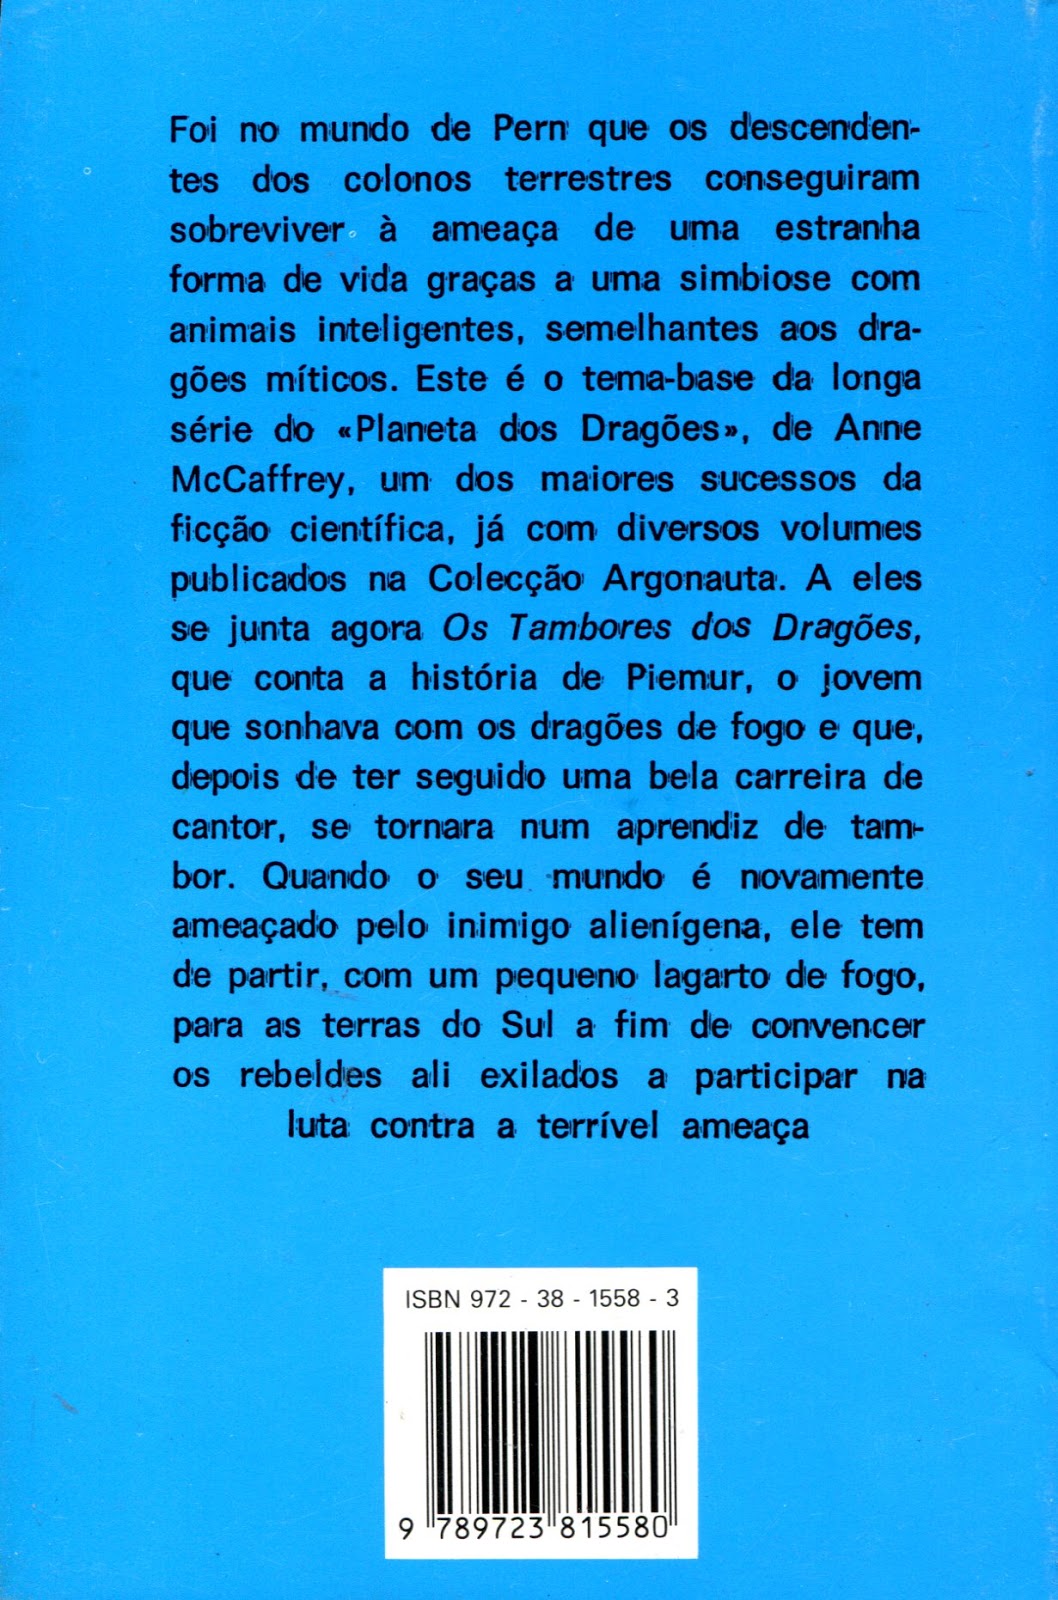 Foi no mundo de Pern que os descenden-
tes dos colonos terrestres conseguiram
sobreviver à ameaça de uma estranha
forma de vida graças a uma simbiose com
animais inteligentes, semelhantes aos dra-
gões míticos. Este é o tema-base da longa
série do «Planeta dos Dragões», de Anne
McCaffrey, um dos maiores sucessos da
ficção científica, já com diversos volumes
publicados na Colecção Argonauta. A eles
se junta agora Os Tambores dos Dragões,
que conta a história de Piemur, o jovem
que sonhava com os dragões de fogo e que,
depois de ter seguido uma bela carreira de
cantor, se tornara num aprendiz de tam-
bor. Quando o seu mundo é novamente
ameaçado pelo inimigo alienígena, ele tem
de partir, com um pequeno lagarto de fogo,
para as terras do Sul a fim de convencer
os rebeldes ali exilados a participar na
luta contra a terrível ameaça
ISBN 972 - 38 - 1558 - 3
9 789723 815580